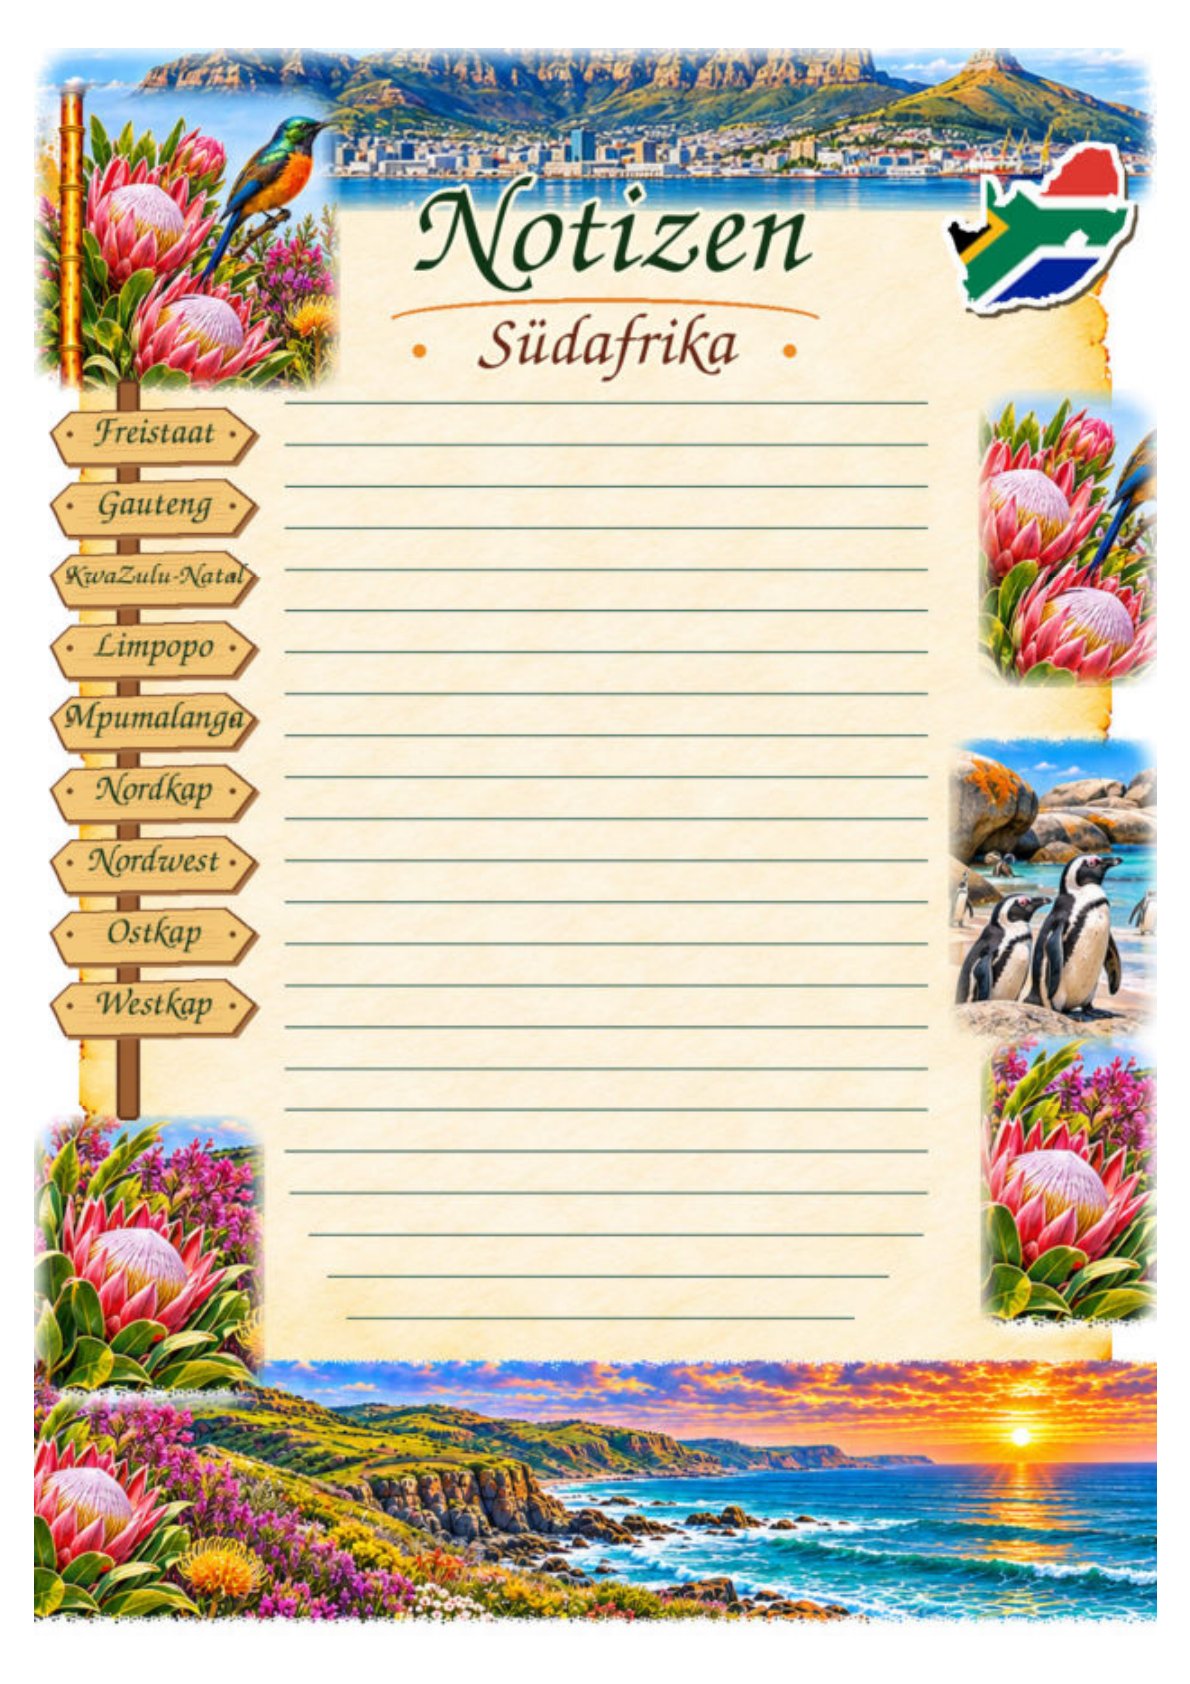 Notizen
Südafrika
Freistaat
Gauteng
KwaZulu-Natal
Limpopo
Mpumalanga
Nordkap
Nordwest
Ostkap
Westkap